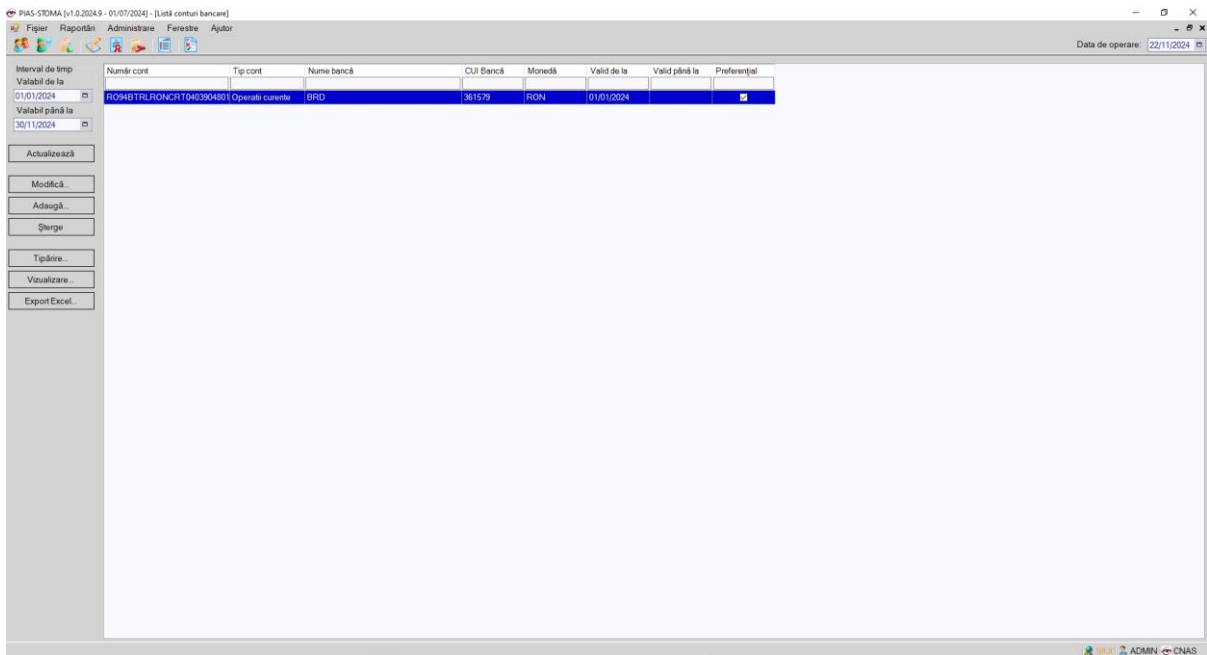 PIAS-STOMA [v1.0.2024.9 - 01/07/2024] - [Listă conturi bancare]
Fișier Raportări Administrare Ferestre Ajutor
Data de operare: 22/11/2024
Interval de timp
Valabil de la
01/01/2024
Valabil până la
30/11/2024
Actualizează
Modifică...
Adaugă...
Șterge
Tipărire...
Vizualizare...
Export Excel...
Număr cont Tip cont Nume bancă CUI Bancă Monedă Valid de la Valid până la Preferențial
RO94BTRLRONCRT0403904801 Operatii curente BRD 361579 RON 01/01/2024
SIUI ADMIN CNAS